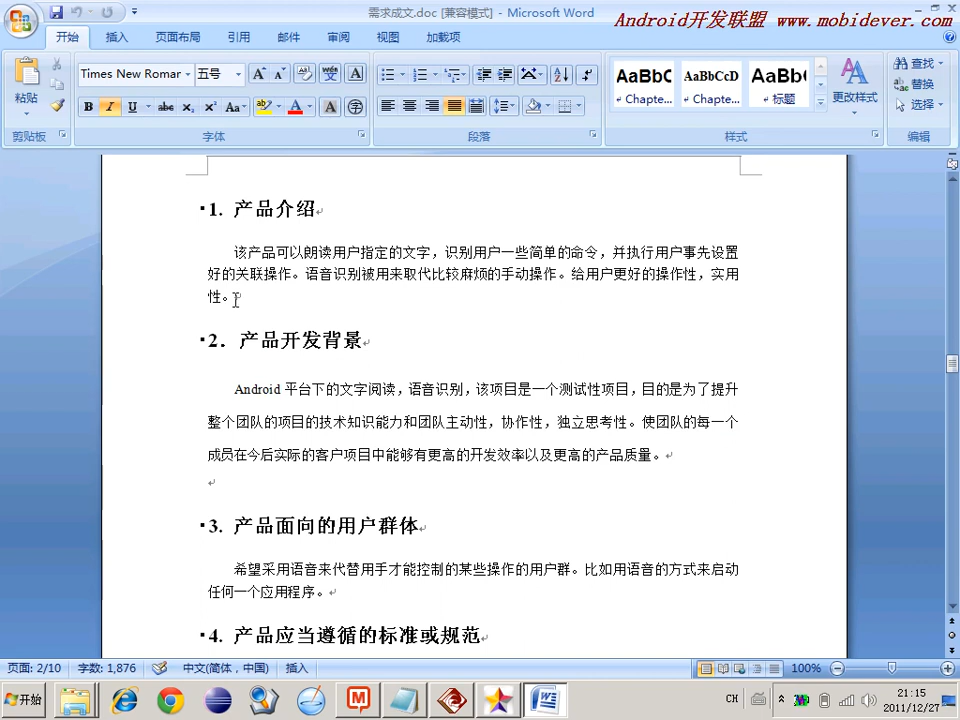 需求成文.doc [兼容模式] - Microsoft Word
Android开发联盟 www.mobidever.com
开始 插入 页面布局 引用 邮件 审阅 视图 加载项
粘贴
Times New Romar 五号
AaBbC AaBbCcD AaBb(
Chapte... Chapte... 标题
更改样式
查找
替换
选择
剪贴板 字体 段落 样式 编辑
1. 产品介绍
该产品可以朗读用户指定的文字，识别用户一些简单的命令，并执行用户事先设置
好的关联操作。语音识别被用来取代比较麻烦的手动操作。给用户更好的操作性，实用
性。
2. 产品开发背景
Android 平台下的文字阅读，语音识别，该项目是一个测试性项目，目的是为了提升
整个团队的项目的技术知识能力和团队主动性，协作性，独立思考性。使团队的每一个
成员在今后实际的客户项目中能够有更高的开发效率以及更高的产品质量。
3. 产品面向的用户群体
希望采用语音来代替用手才能控制的某些操作的用户群。比如用语音的方式来启动
任何一个应用程序。
4. 产品应当遵循的标准或规范
页面: 2/10 字数: 1,876 中文(简体，中国) 插入 100%
开始 CH 21:15
2011/12/27